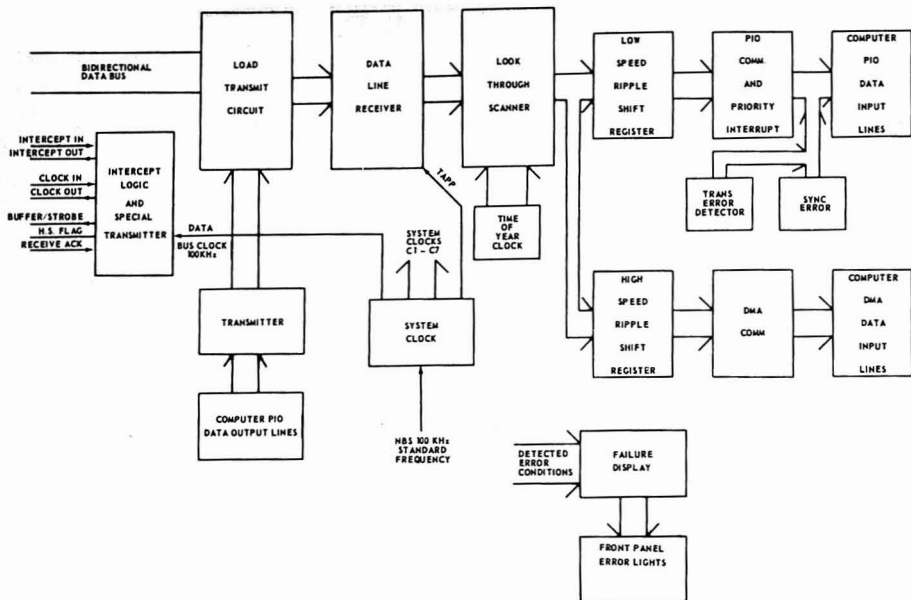 BIDIRECTIONAL
DATA BUS
LOAD
TRANSMIT
CIRCUIT
DATA
LINE
RECEIVER
LOOK
THROUGH
SCANNER
LOW
SPEED
RIPPLE
SHIFT
REGISTER
PIO
COMM
AND
PRIORITY
INTERRUPT
COMPUTER
PIO
DATA
INPUT
LINES
INTERCEPT IN
INTERCEPT OUT
CLOCK IN
CLOCK OUT
BUFFER/STROBE
H.S. FLAG
RECEIVE ACK
INTERCEPT
LOGIC
AND
SPECIAL
TRANSMITTER
DATA
BUS CLOCK
100KHz
SYSTEM
CLOCKS
C1 - C7
TAPP
TIME
OF
YEAR
CLOCK
TRANS
ERROR
DETECTOR
SYNC
ERROR
TRANSMITTER
SYSTEM
CLOCK
HIGH
SPEED
RIPPLE
SHIFT
REGISTER
DMA
COMM
COMPUTER
DMA
DATA
INPUT
LINES
COMPUTER PIO
DATA OUTPUT LINES
NBS 100 KHz
STANDARD
FREQUENCY
DETECTED
ERROR
CONDITIONS
FAILURE
DISPLAY
FRONT PANEL
ERROR LIGHTS